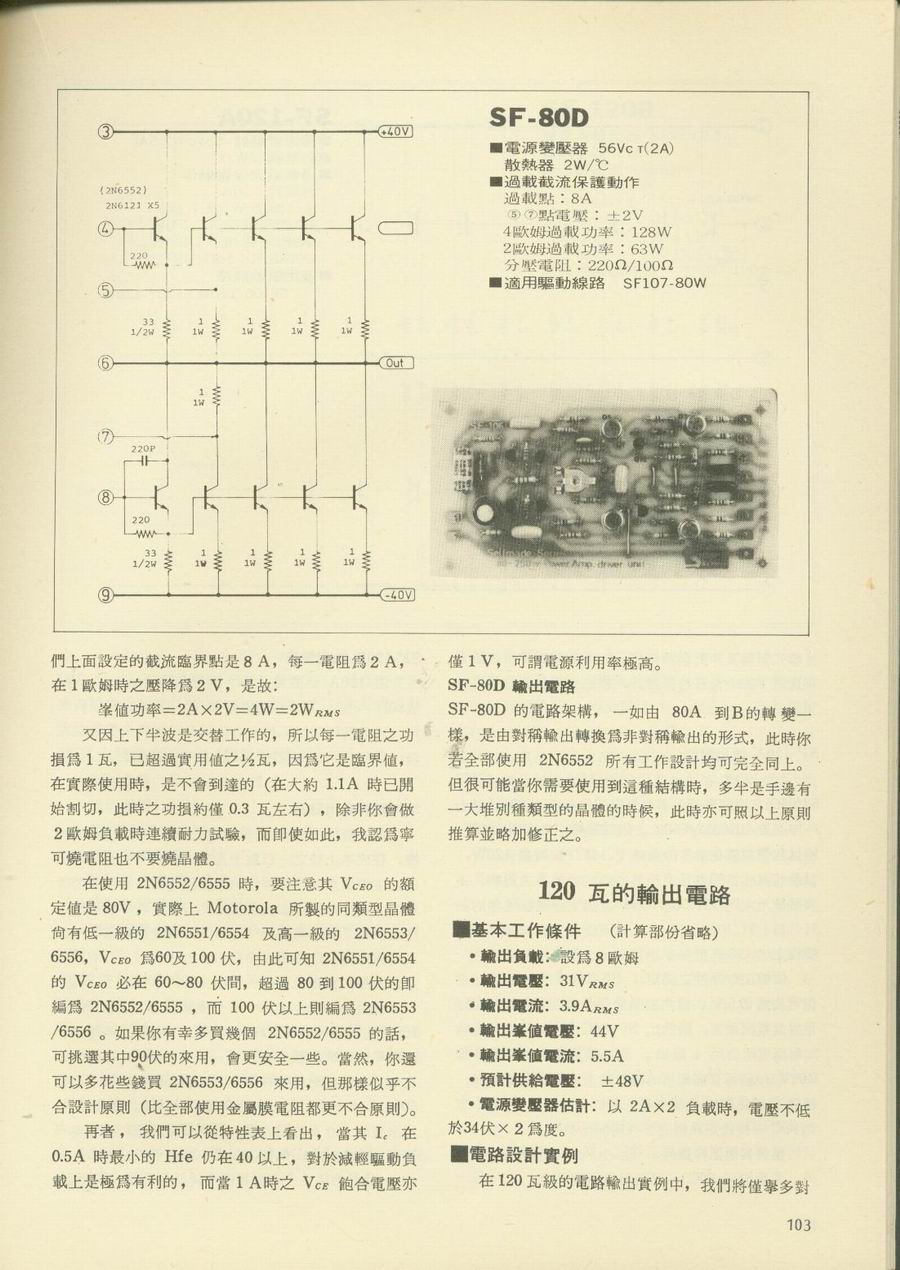 ③
+40V
(2N6552)
2N6121 X5
④
220
⑤
33
1/2W
1
1W
1
1W
1
1W
1
1W
⑥
Out
1
1W
⑦
220P
⑧
220
33
1/2W
1
1W
1
1W
1
1W
1
1W
⑨
-40V
SF-80D
■電源變壓器 56Vc т(2A)
散熱器 2W/℃
■過載截流保護動作
過載點：8A
⑤⑦點電壓：±2V
4歐姆過載功率：128W
2歐姆過載功率：63W
分壓電阻：220Ω/100Ω
■適用驅動線路 SF107-80W
Power Amp. driver unit
們上面設定的截流臨界點是 8 A，每一電阻爲 2 A，
在 1 歐姆時之壓降爲 2 V，是故：
峯値功率=2A×2V=4W=2WRMS
又因上下半波是交替工作的，所以每一電阻之功
損爲 1 瓦，已超過實用値之½瓦，因爲它是臨界値，
在實際使用時，是不會到達的（在大約 1.1A 時已開
始割切，此時之功損約僅 0.3 瓦左右），除非你會做
2 歐姆負載時連續耐力試驗，而卽使如此，我認爲寧
可燒電阻也不要燒晶體。
在使用 2N6552/6555 時，要注意其 VCEO 的額
定値是 80V，實際上 Motorola 所製的同類型晶體
尙有低一級的 2N6551/6554 及高一級的 2N6553/
6556，VCEO 爲60及 100 伏，由此可知 2N6551/6554
的 VCEO 必在 60～80 伏間，超過 80 到 100 伏的卽
編爲 2N6552/6555，而 100 伏以上則編爲 2N6553
/6556 。如果你有幸多買幾個 2N6552/6555 的話，
可挑選其中90伏的來用，會更安全一些。當然，你還
可以多花些錢買 2N6553/6556 來用，但那樣似乎不
合設計原則（比全部使用金屬膜電阻都更不合原則）。
再者，我們可以從特性表上看出，當其 Ic 在
0.5A 時最小的 Hfe 仍在 40 以上，對於減輕驅動負
載上是極爲有利的，而當 1 A時之 VCE 飽合電壓亦
僅 1 V，可謂電源利用率極高。
SF-80D 輸出電路
SF-80D 的電路架構，一如由 80A 到B的轉變一
樣，是由對稱輸出轉換爲非對稱輸出的形式，此時你
若全部使用 2N6552 所有工作設計均可完全同上。
但很可能當你需要使用到這種結構時，多半是手邊有
一大堆別種類型的晶體的時候，此時亦可照以上原則
推算並略加修正之。
120 瓦的輸出電路
■基本工作條件 （計算部份省略）
•輸出負載：設爲 8 歐姆
•輸出電壓：31VRMS
•輸出電流：3.9ARMS
•輸出峯値電壓：44V
•輸出峯値電流：5.5A
•預計供給電壓： ±48V
•電源變壓器估計：以 2A×2 負載時，電壓不低
於34伏×２爲度。
■電路設計實例
在 120 瓦級的電路輸出實例中，我們將僅擧多對
103